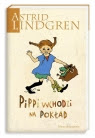 ASTRID
LINDGREN
PIPPI WCHODZI
NA POKŁAD